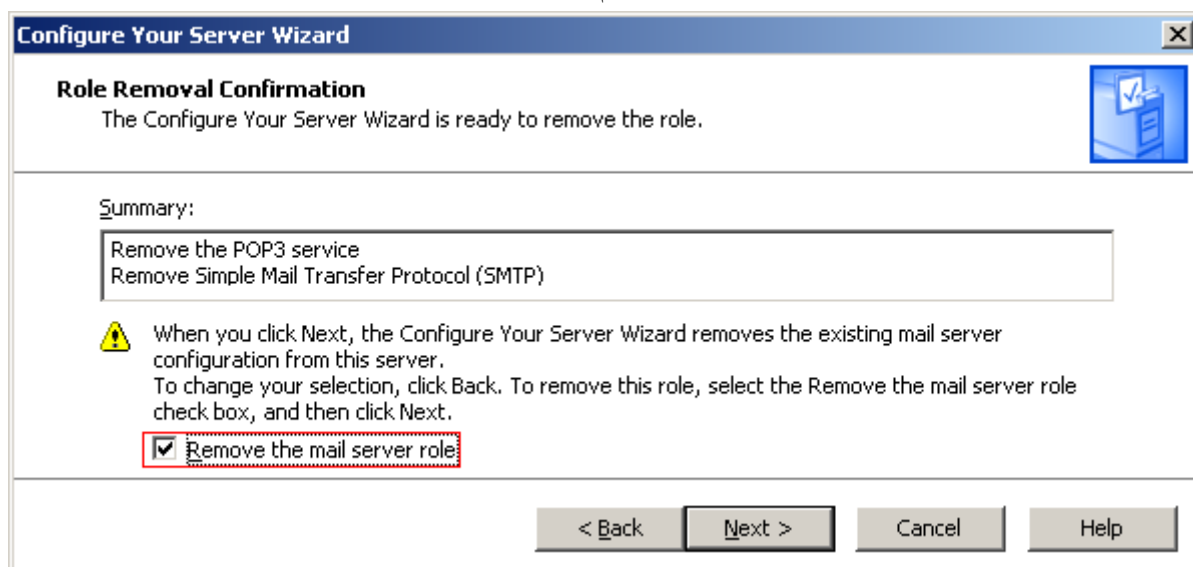 Configure Your Server Wizard
Role Removal Confirmation
The Configure Your Server Wizard is ready to remove the role.
Summary:
Remove the POP3 service
Remove Simple Mail Transfer Protocol (SMTP)
When you click Next, the Configure Your Server Wizard removes the existing mail server
configuration from this server.
To change your selection, click Back. To remove this role, select the Remove the mail server role
check box, and then click Next.
Remove the mail server role
< Back Next > Cancel Help